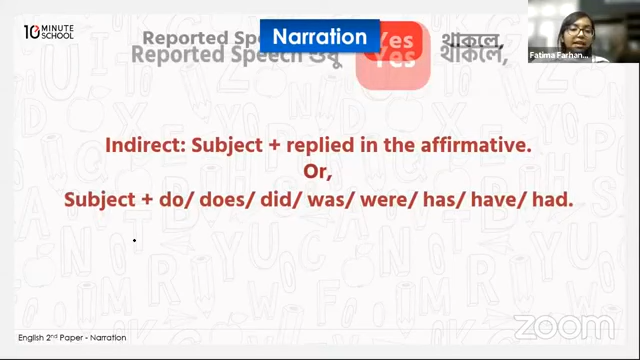 10 MINUTE SCHOOL
Narration
Reported Spe Yes থাকলে,
Reported Speech শুধু Yes থাকলে,
Indirect: Subject + replied in the affirmative.
Or,
Subject + do/ does/ did/ was/ were/ has/ have/ had.
Fatima Farhan...
English 2nd Paper - Narration
zoom